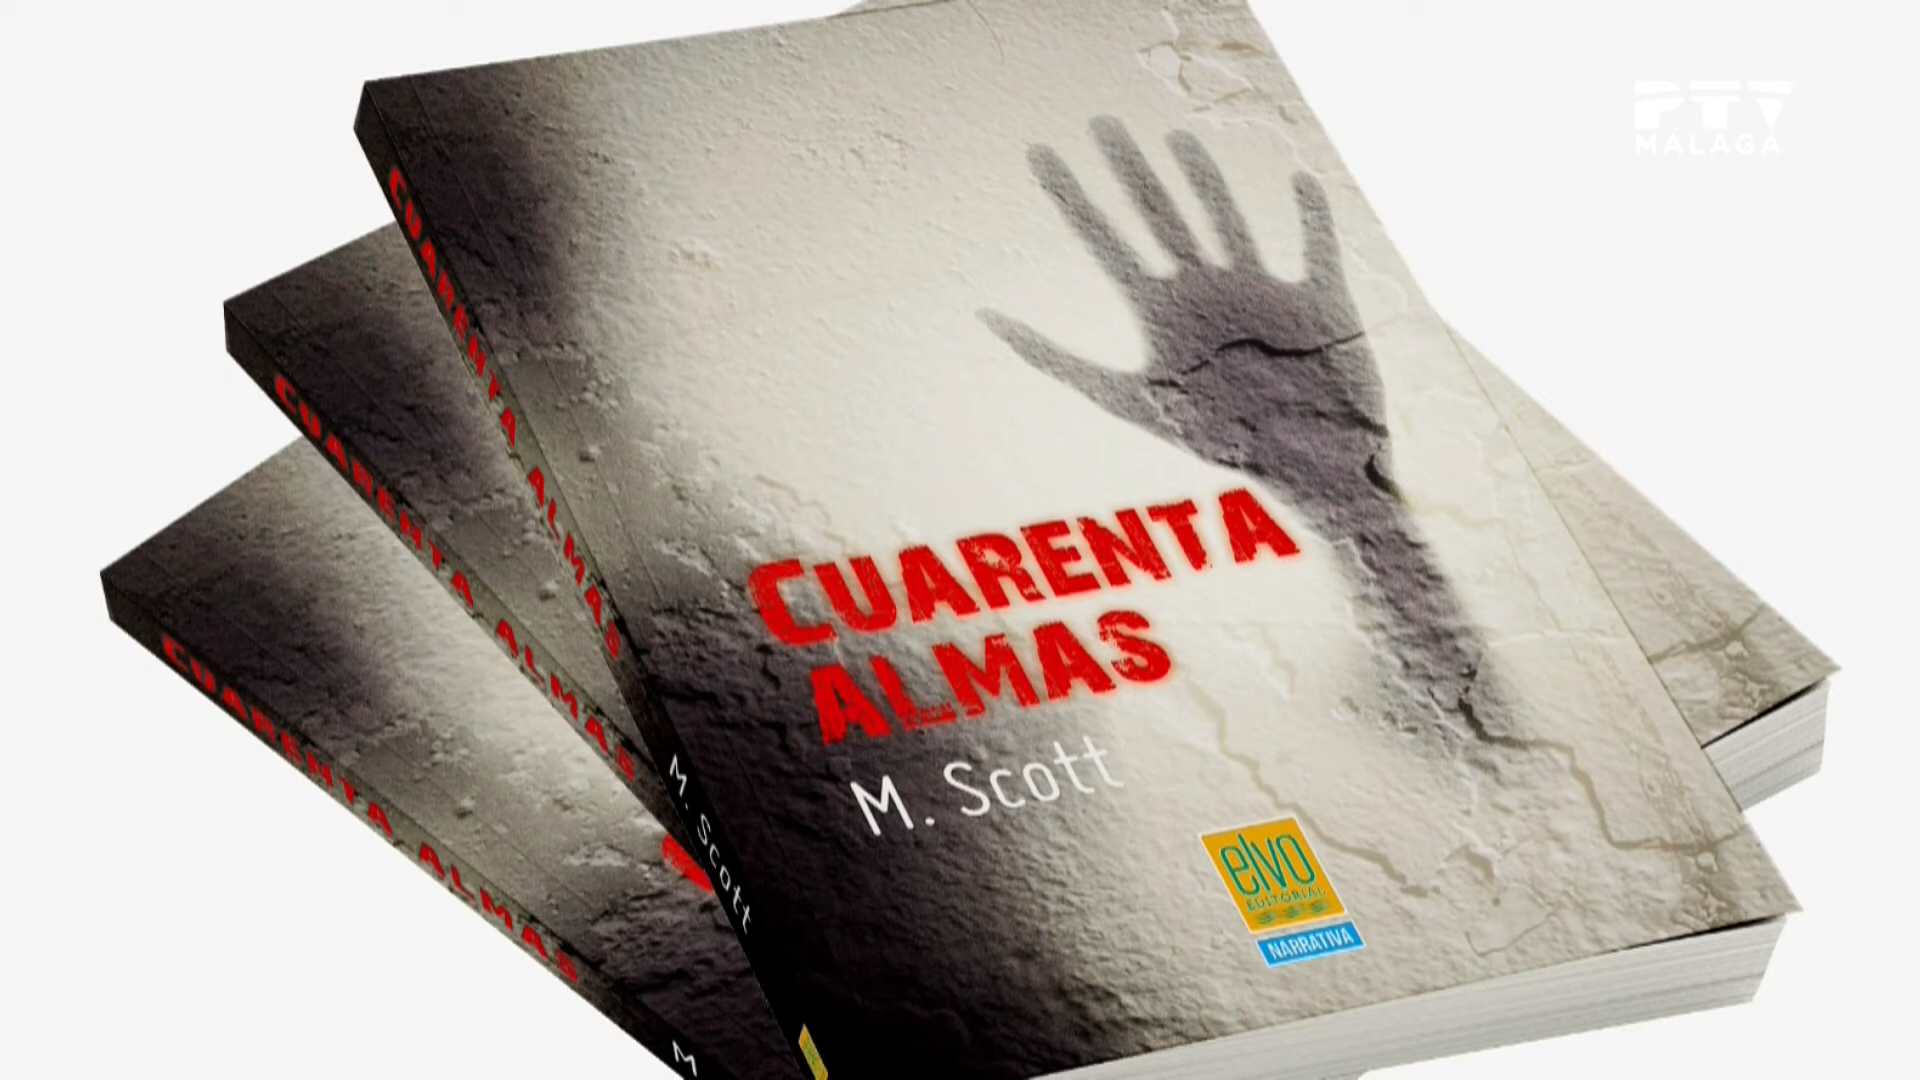 PTV
MÁLAGA
CUARENTA
ALMAS
M. Scott
elvo
EDITORIAL
NARRATIVA
CUARENTA ALMAS M. Scott
CUARENTA ALMAS
CUARENTA ALMAS M